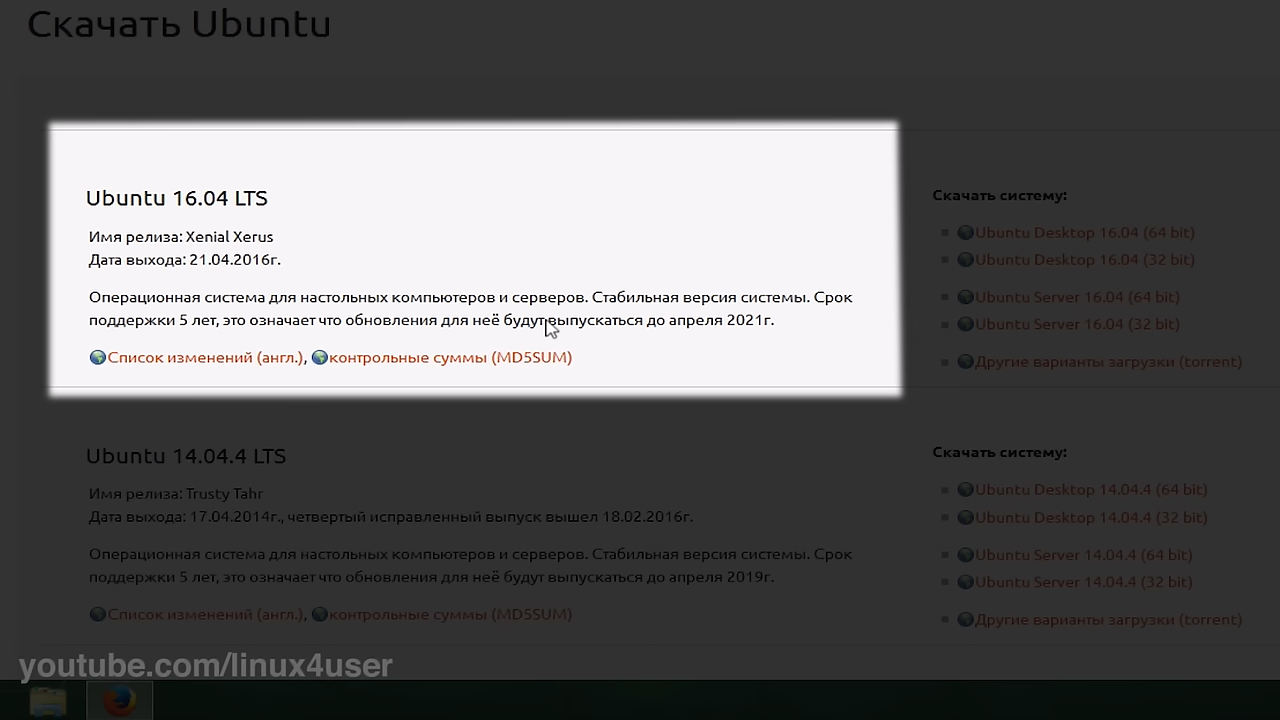 Скачать Ubuntu
Ubuntu 16.04 LTS
Имя релиза: Xenial Xerus
Дата выхода: 21.04.2016г.
Операционная система для настольных компьютеров и серверов. Стабильная версия системы. Срок
поддержки 5 лет, это означает что обновления для неё будут выпускаться до апреля 2021г.
Список изменений (англ.), контрольные суммы (MD5SUM)
Скачать систему:
Ubuntu Desktop 16.04 (64 bit)
Ubuntu Desktop 16.04 (32 bit)
Ubuntu Server 16.04 (64 bit)
Ubuntu Server 16.04 (32 bit)
Другие варианты загрузки (torrent)
Ubuntu 14.04.4 LTS
Имя релиза: Trusty Tahr
Дата выхода: 17.04.2014г., четвертый исправленный выпуск вышел 18.02.2016г.
Операционная система для настольных компьютеров и серверов. Стабильная версия системы. Срок
поддержки 5 лет, это означает что обновления для неё будут выпускаться до апреля 2019г.
Список изменений (англ.), контрольные суммы (MD5SUM)
Скачать систему:
Ubuntu Desktop 14.04.4 (64 bit)
Ubuntu Desktop 14.04.4 (32 bit)
Ubuntu Server 14.04.4 (64 bit)
Ubuntu Server 14.04.4 (32 bit)
Другие варианты загрузки (torrent)
youtube.com/linux4user